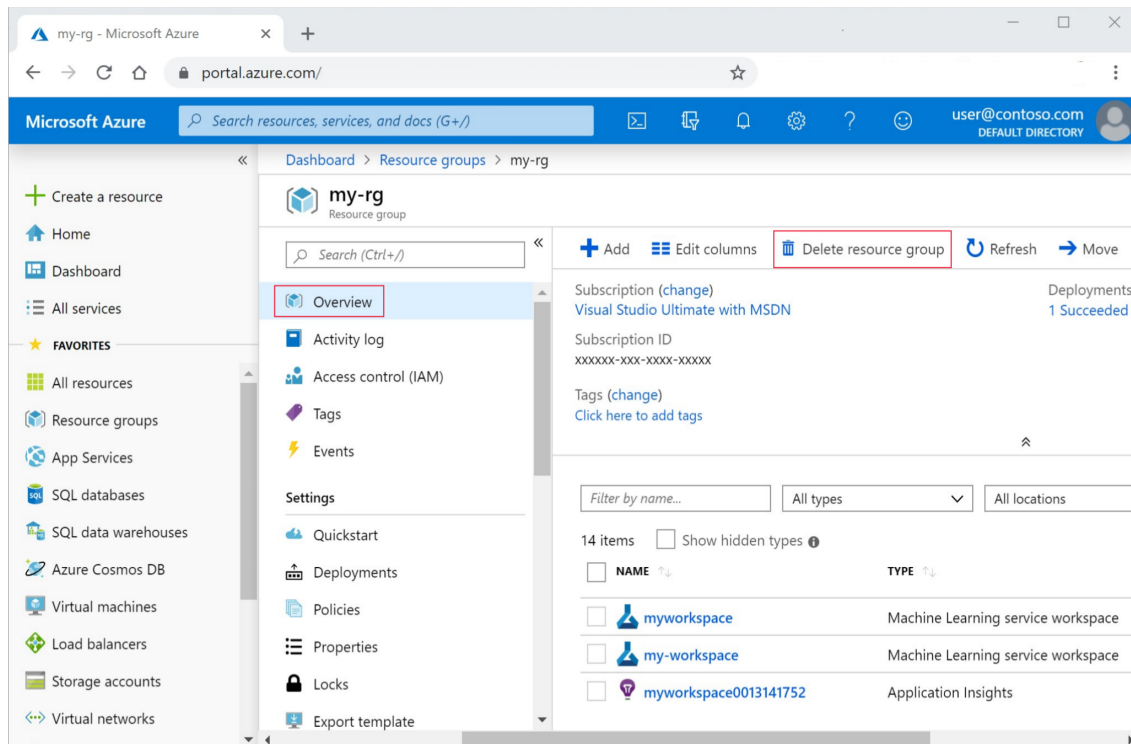 my-rg - Microsoft Azure
portal.azure.com/
Microsoft Azure
Search resources, services, and docs (G+/)
user@contoso.com
DEFAULT DIRECTORY
Create a resource
Home
Dashboard
All services
FAVORITES
All resources
Resource groups
App Services
SQL databases
SQL data warehouses
Azure Cosmos DB
Virtual machines
Load balancers
Storage accounts
Virtual networks
Dashboard > Resource groups > my-rg
my-rg
Resource group
Search (Ctrl+/)
Overview
Activity log
Access control (IAM)
Tags
Events
Settings
Quickstart
Deployments
Policies
Properties
Locks
Export template
Add Edit columns Delete resource group Refresh Move
Subscription (change) Deployments
Visual Studio Ultimate with MSDN 1 Succeeded
Subscription ID
xxxxxx-xxx-xxxx-xxxxx
Tags (change)
Click here to add tags
Filter by name... All types All locations
14 items Show hidden types
NAME TYPE
myworkspace Machine Learning service workspace
my-workspace Machine Learning service workspace
myworkspace0013141752 Application Insights